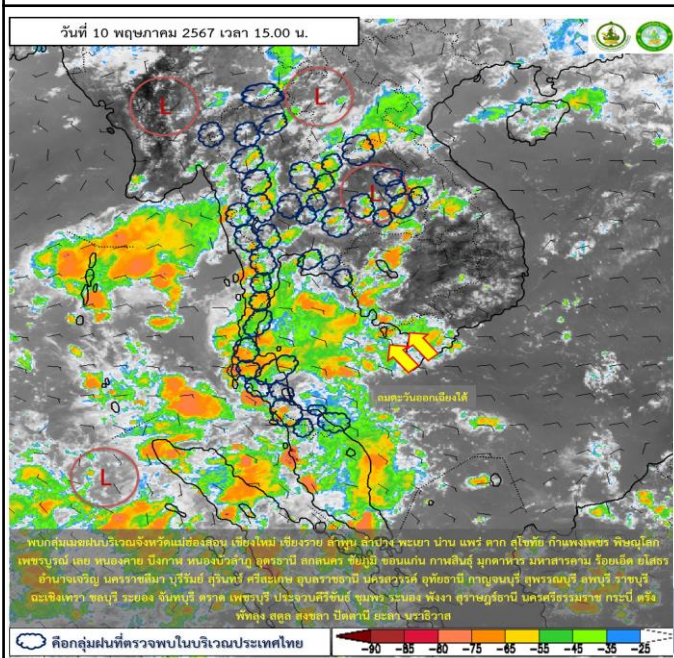 วันที่ 10 พฤษภาคม 2567 เวลา 15.00 น.
L
L
L
ลมตะวันออกเฉียงใต้
L
พบกลุ่มเมฆฝนบริเวณจังหวัดแม่ฮ่องสอน เชียงใหม่ เชียงราย ลำพูน ลำปาง พะเยา น่าน แพร่ ตาก สุโขทัย กำแพงเพชร พิษณุโลก
เพชรบูรณ์ เลย หนองคาย บึงกาฬ หนองบัวลำภู อุดรธานี สกลนคร ชัยภูมิ ขอนแก่น กาฬสินธุ์ มุกดาหาร มหาสารคาม ร้อยเอ็ด ยโสธร
อำนาจเจริญ นครราชสีมา บุรีรัมย์ สุรินทร์ ศรีสะเกษ อุบลราชธานี นครสวรรค์ อุทัยธานี กาญจนบุรี สุพรรณบุรี ลพบุรี ราชบุรี
ฉะเชิงเทรา ชลบุรี ระยอง จันทบุรี ตราด เพชรบุรี ประจวบคีรีขันธ์ ชุมพร ระนอง พังงา สุราษฎร์ธานี นครศรีธรรมราช กระบี่ ตรัง
พัทลุง สตูล สงขลา ปัตตานี ยะลา นราธิวาส
คือกลุ่มฝนที่ตรวจพบในบริเวณประเทศไทย
-90 -85 -80 -75 -65 -55 -45 -35 -25